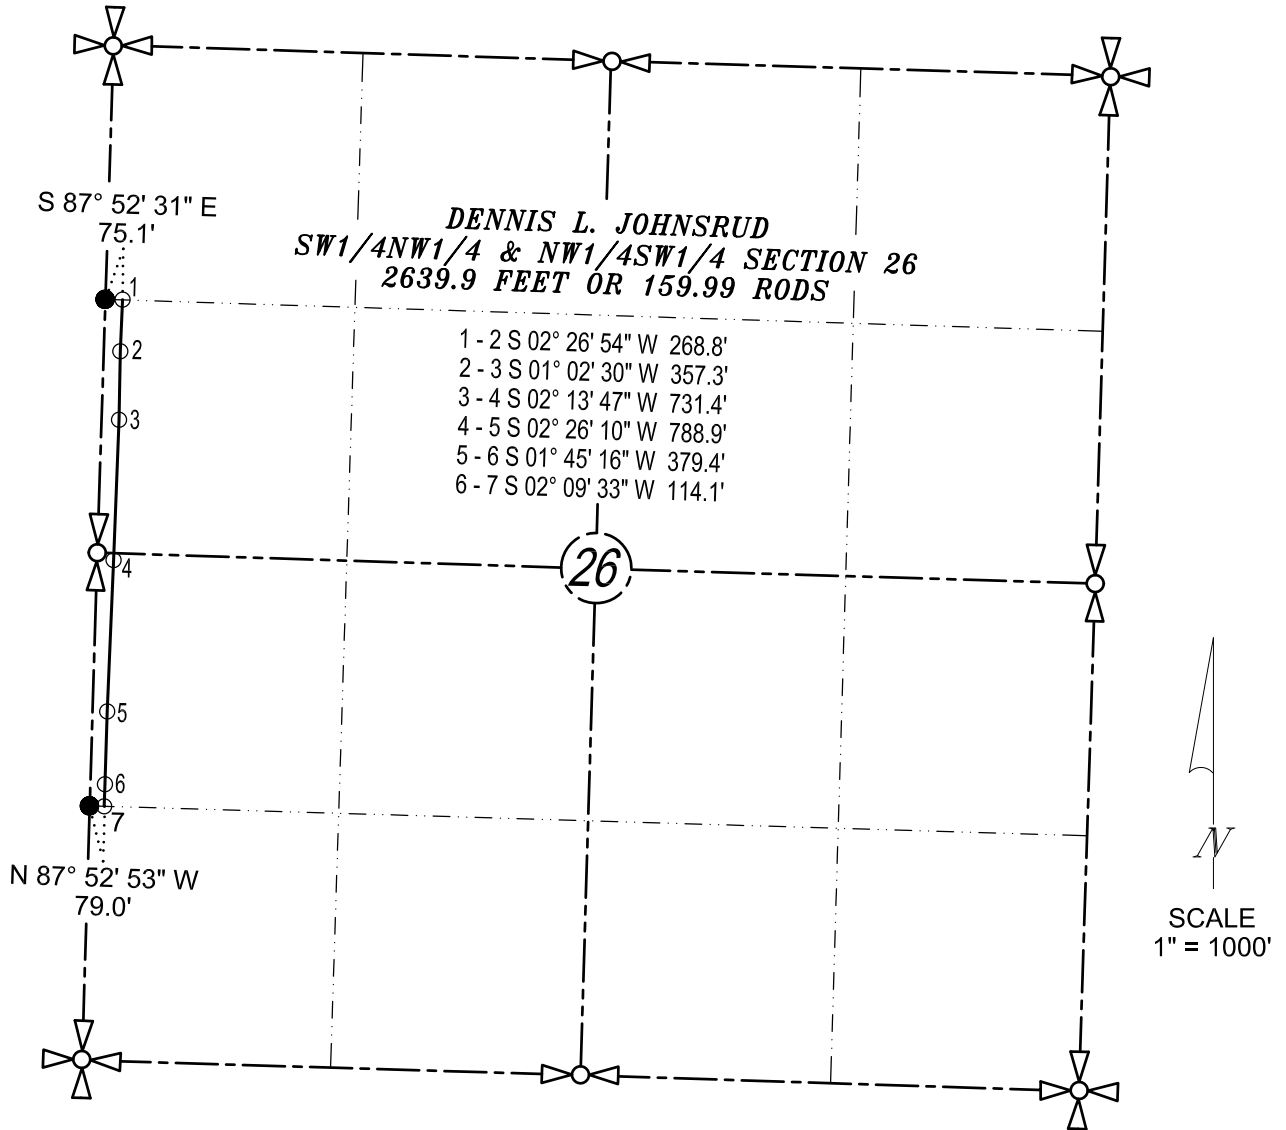 S 87° 52' 31" E
75.1'
DENNIS L. JOHNSRUD
SW1/4NW1/4 & NW1/4SW1/4 SECTION 26
2639.9 FEET OR 159.99 RODS
1
2
3
1 - 2 S 02° 26' 54" W 268.8'
2 - 3 S 01° 02' 30" W 357.3'
3 - 4 S 02° 13' 47" W 731.4'
4 - 5 S 02° 26' 10" W 788.9'
5 - 6 S 01° 45' 16" W 379.4'
6 - 7 S 02° 09' 33" W 114.1'
4
26
5
6
7
N 87° 52' 53" W
79.0'
N
SCALE
1" = 1000'